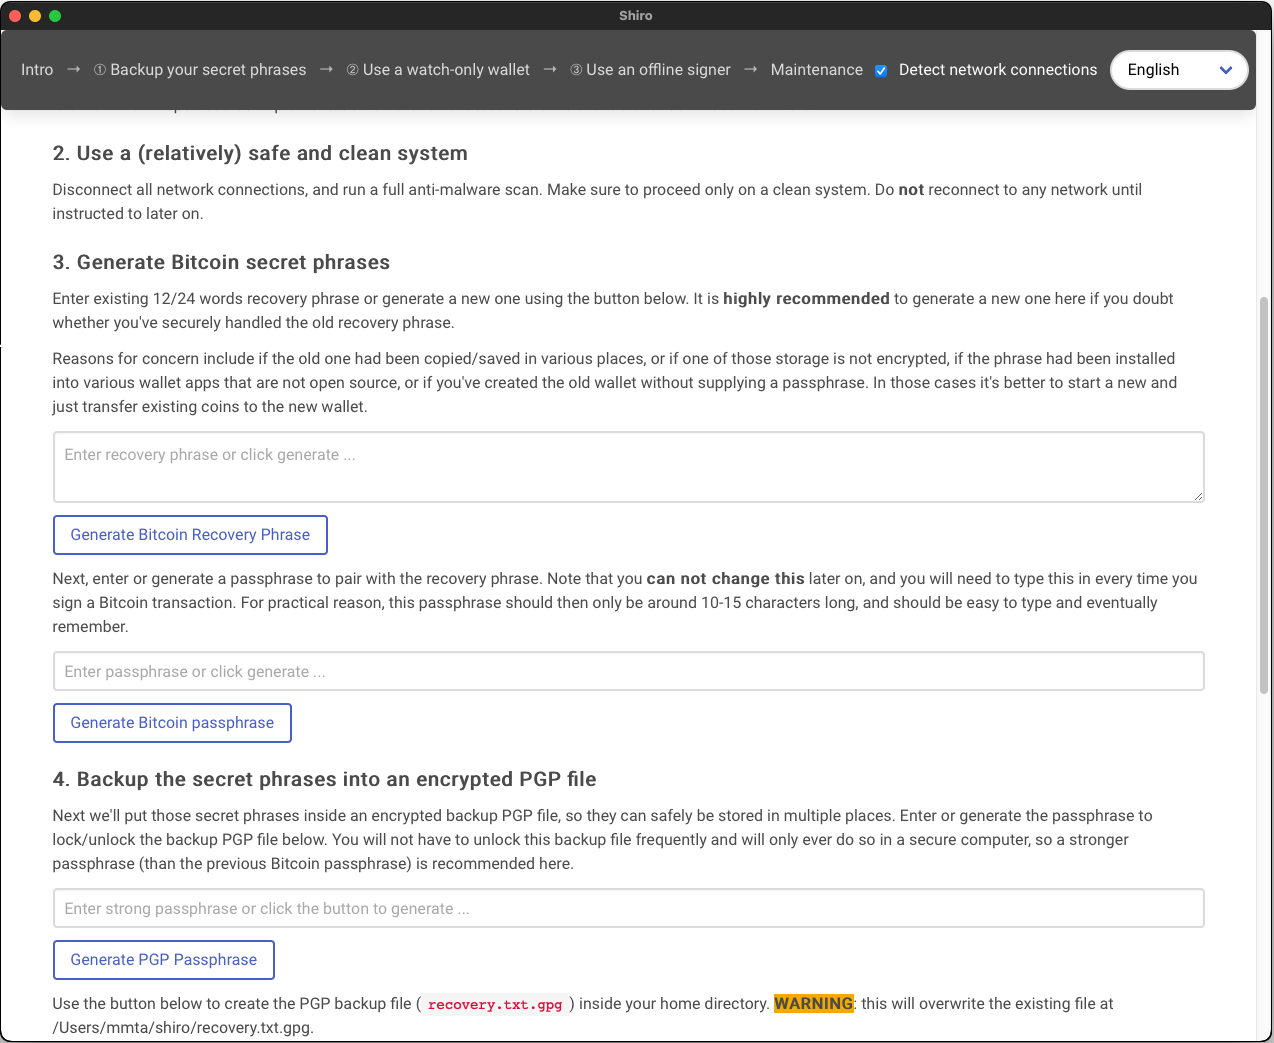 Shiro
Intro → ① Backup your secret phrases → ② Use a watch-only wallet → ③ Use an offline signer → Maintenance Detect network connections English
2. Use a (relatively) safe and clean system
Disconnect all network connections, and run a full anti-malware scan. Make sure to proceed only on a clean system. Do not reconnect to any network until
instructed to later on.
3. Generate Bitcoin secret phrases
Enter existing 12/24 words recovery phrase or generate a new one using the button below. It is highly recommended to generate a new one here if you doubt
whether you've securely handled the old recovery phrase.
Reasons for concern include if the old one had been copied/saved in various places, or if one of those storage is not encrypted, if the phrase had been installed
into various wallet apps that are not open source, or if you've created the old wallet without supplying a passphrase. In those cases it's better to start a new and
just transfer existing coins to the new wallet.
Enter recovery phrase or click generate ...
Generate Bitcoin Recovery Phrase
Next, enter or generate a passphrase to pair with the recovery phrase. Note that you can not change this later on, and you will need to type this in every time you
sign a Bitcoin transaction. For practical reason, this passphrase should then only be around 10-15 characters long, and should be easy to type and eventually
remember.
Enter passphrase or click generate ...
Generate Bitcoin passphrase
4. Backup the secret phrases into an encrypted PGP file
Next we'll put those secret phrases inside an encrypted backup PGP file, so they can safely be stored in multiple places. Enter or generate the passphrase to
lock/unlock the backup PGP file below. You will not have to unlock this backup file frequently and will only ever do so in a secure computer, so a stronger
passphrase (than the previous Bitcoin passphrase) is recommended here.
Enter strong passphrase or click the button to generate ...
Generate PGP Passphrase
Use the button below to create the PGP backup file ( recovery.txt.gpg ) inside your home directory. WARNING: this will overwrite the existing file at
/Users/mmta/shiro/recovery.txt.gpg.